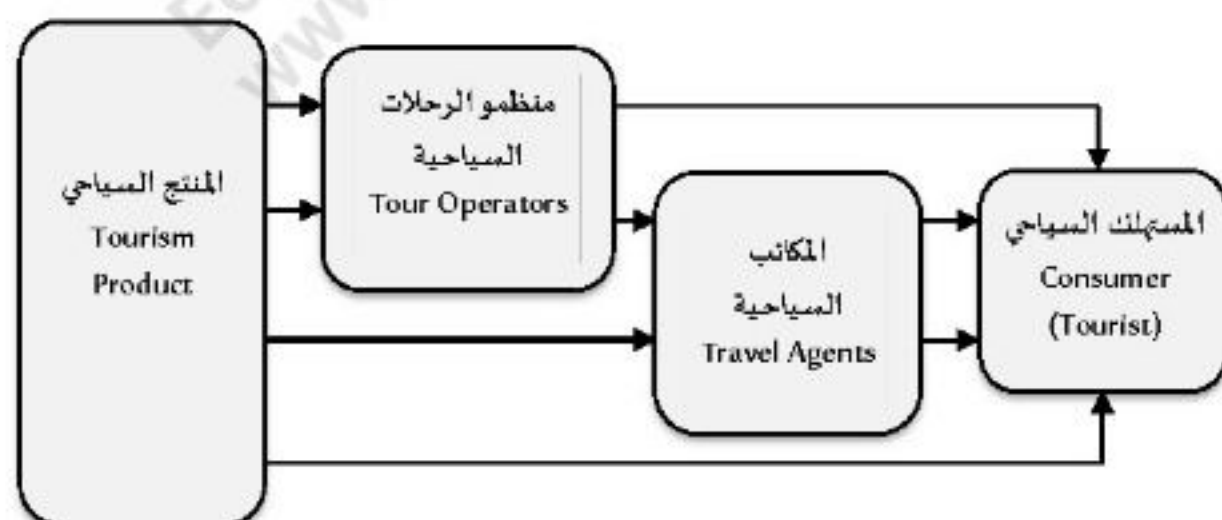 المنتج السياحي
Tourism
Product
منظمو الرحلات
السياحية
Tour Operators
المكاتب
السياحية
Travel Agents
المستهلك السياحي
Consumer
(Tourist)